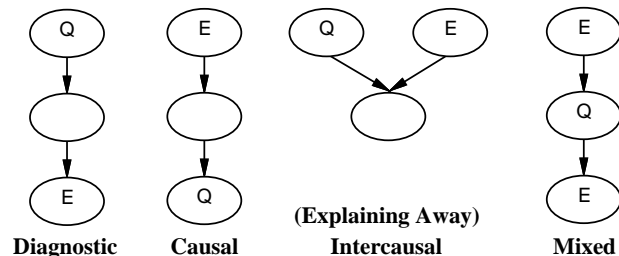 Q
E
Q
E
E
Q
E
Q
E
(Explaining Away)
Diagnostic
Causal
Intercausal
Mixed